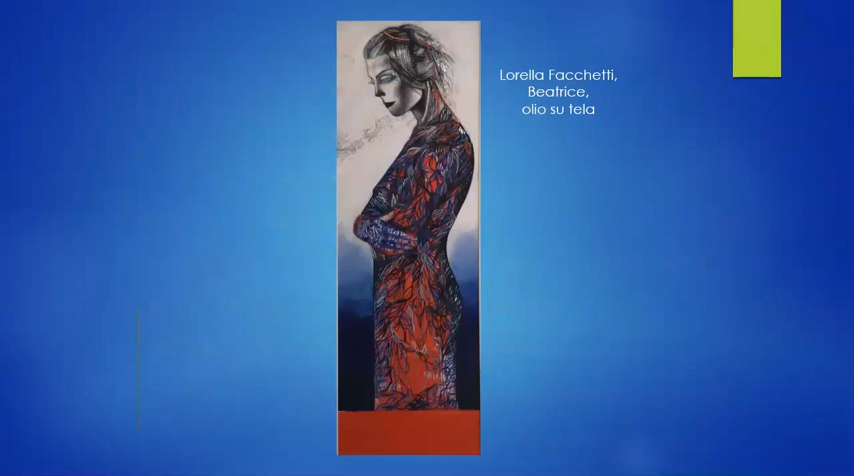 Lorella Facchetti,
Beatrice,
olio su tela